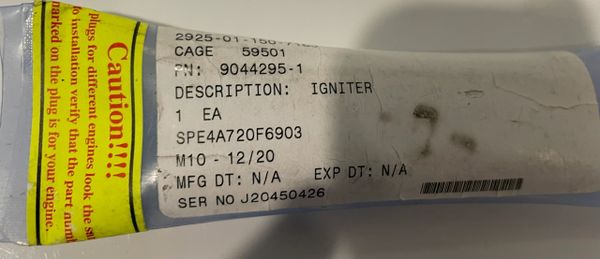 Caution!!!!
plugs for different engines look the
to installation verify that the part
marked on the plug is for your engine.
2925-01-150-
CAGE 59501
PN: 9044295-1
DESCRIPTION: IGNITER
1 EA
SPE4A720F6903
M10 - 12/20
MFG DT: N/A EXP DT: N/A
SER NO J20450426